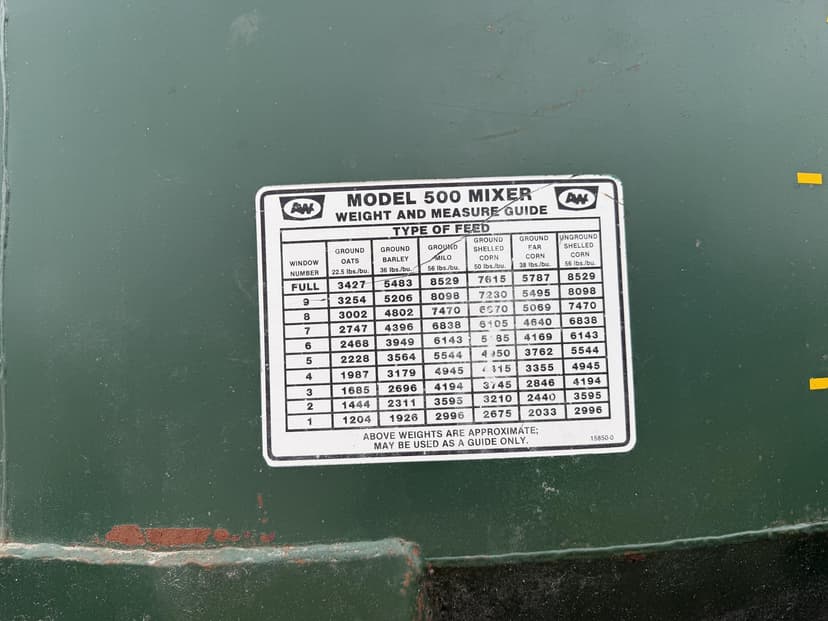 AW MODEL 500 MIXER AW
WEIGHT AND MEASURE GUIDE
TYPE OF FEED
WINDOW NUMBER GROUND OATS 22.5 lbs./bu. GROUND BARLEY 36 lbs./bu. GROUND MILO 56 lbs./bu. GROUND SHELLED CORN 50 lbs./bu. GROUND EAR CORN 38 lbs./bu. UNGROUND SHELLED CORN 56 lbs./bu.
FULL 3427 5483 8529 7615 5787 8529
9 3254 5206 8098 7230 5495 8098
8 3002 4802 7470 5069 7470
7 2747 4396 6838 6105 4640 6838
6 2468 3949 6143 4169 6143
5 2228 3564 5544 4950 3762 5544
4 1987 3179 4945 3355 4945
3 1685 2696 4194 3745 2846 4194
2 1444 2311 3595 3210 2440 3595
1 1204 1926 2996 2675 2033 2996
ABOVE WEIGHTS ARE APPROXIMATE;
MAY BE USED AS A GUIDE ONLY.
15850-0